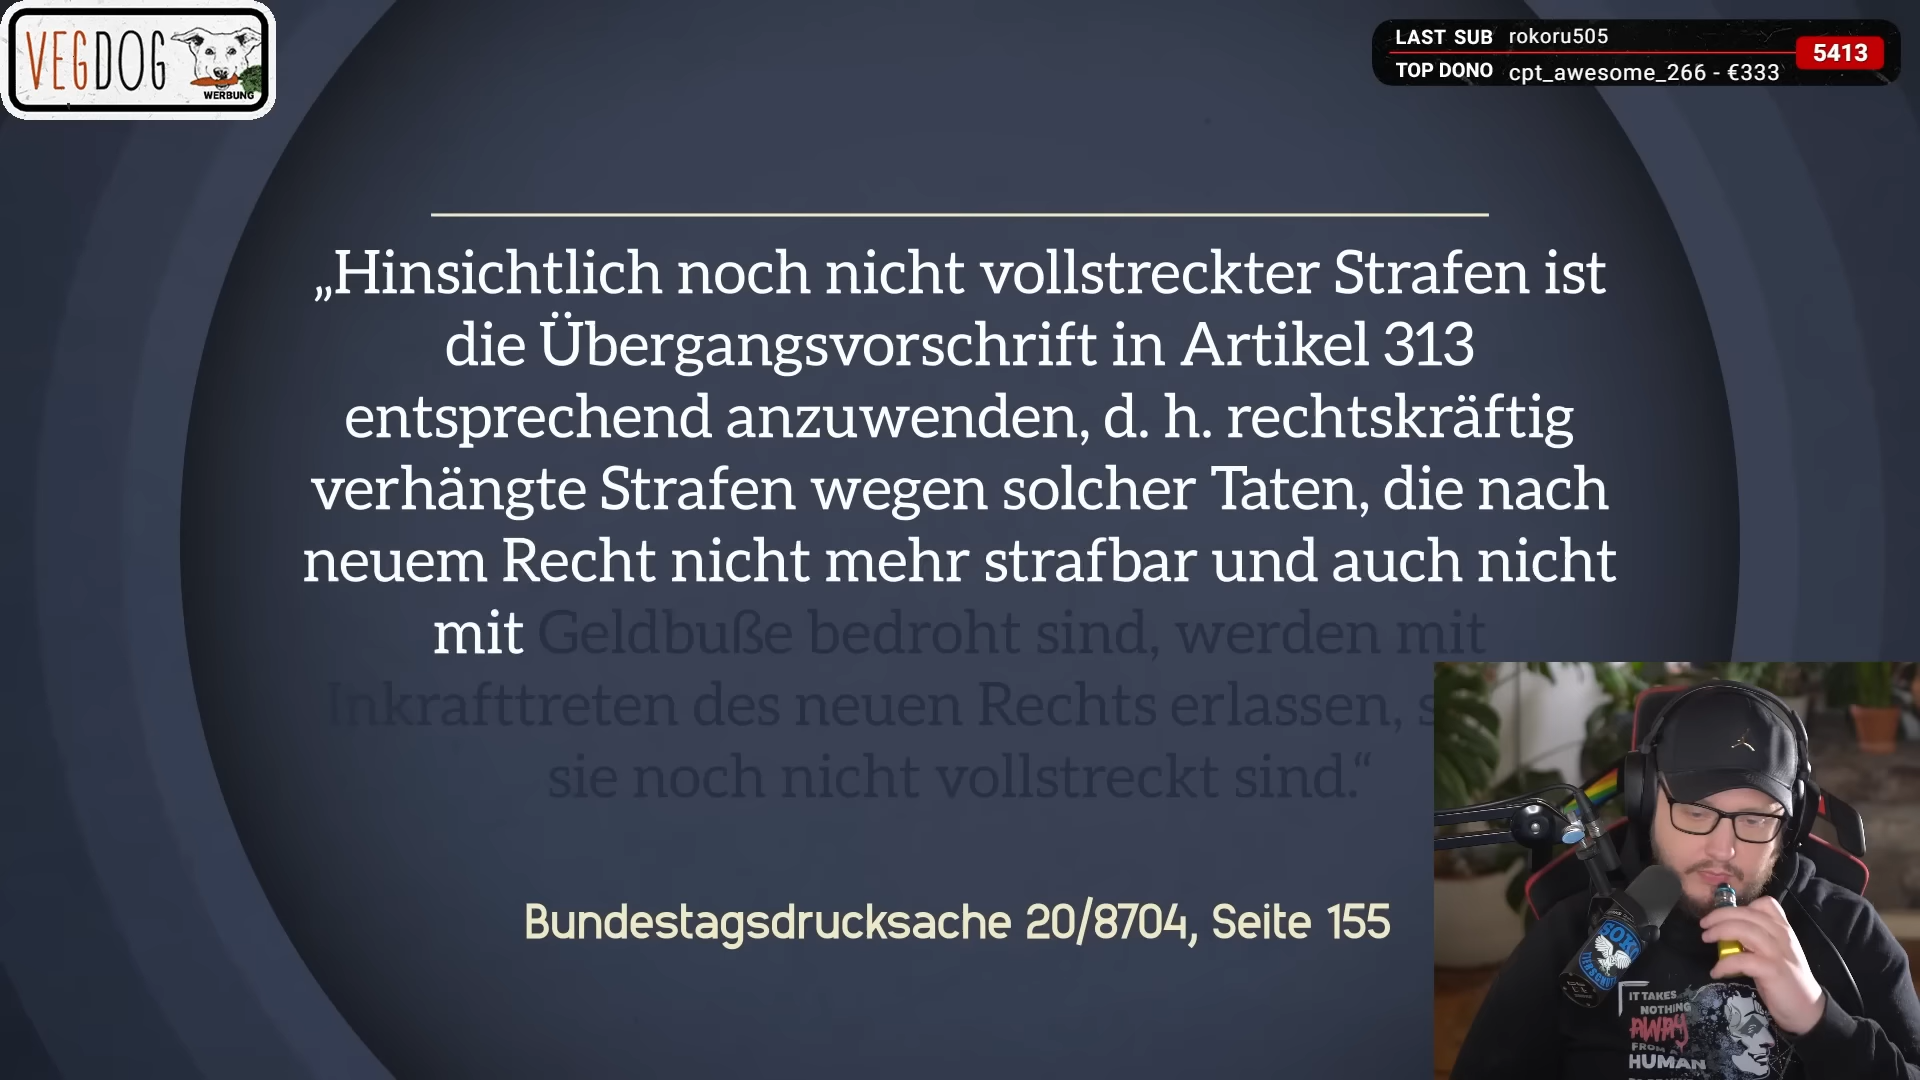 VEGDOG
WERBUNG
LAST SUB rokoru505
TOP DONO cpt_awesome_266 - €333
5413
„Hinsichtlich noch nicht vollstreckter Strafen ist
die Übergangsvorschrift in Artikel 313
entsprechend anzuwenden, d. h. rechtskräftig
verhängte Strafen wegen solcher Taten, die nach
neuem Recht nicht mehr strafbar und auch nicht
mit Geldbuße bedroht sind, werden mit
Inkrafttreten des neuen Rechts erlassen, s
sie noch nicht vollstreckt sind.“
Bundestagsdrucksache 20/8704, Seite 155
SOKO
TIERSCHUTZ
IT TAKES
NOTHING
AWAY
FROM A
HUMAN